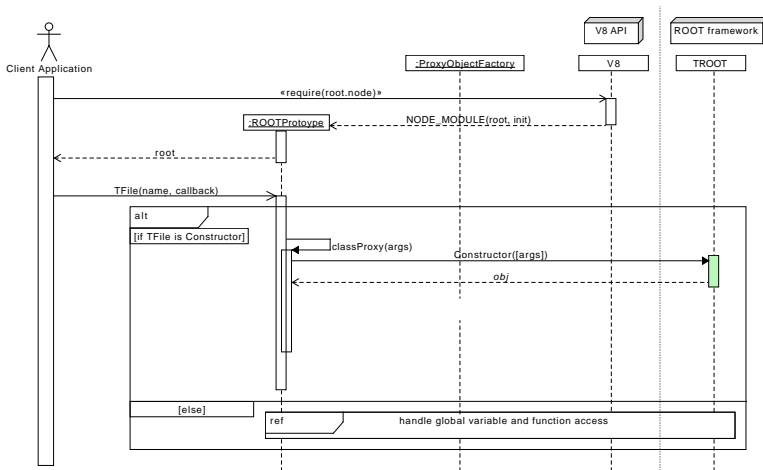 V8 API
ROOT framework
Client Application
:ProxyObjectFactory
V8
TROOT
«require(root.node)»
:ROOTProtoype
NODE_MODULE(root, init)
root
TFile(name, callback)
alt
[if TFile is Constructor]
classProxy(args)
Constructor([args])
obj
[else]
ref
handle global variable and function access